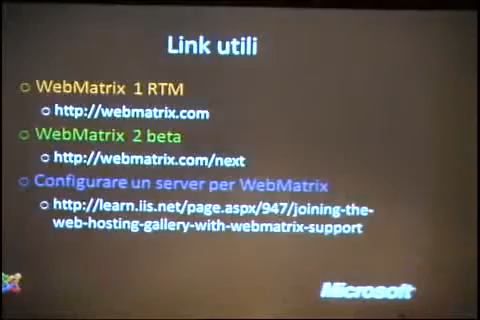 Link utili
WebMatrix 1 RTM
http://webmatrix.com
WebMatrix 2 beta
http://webmatrix.com/next
Configurare un server per WebMatrix
http://learn.iis.net/page.aspx/947/joining-the-
web-hosting-gallery-with-webmatrix-support
Microsoft